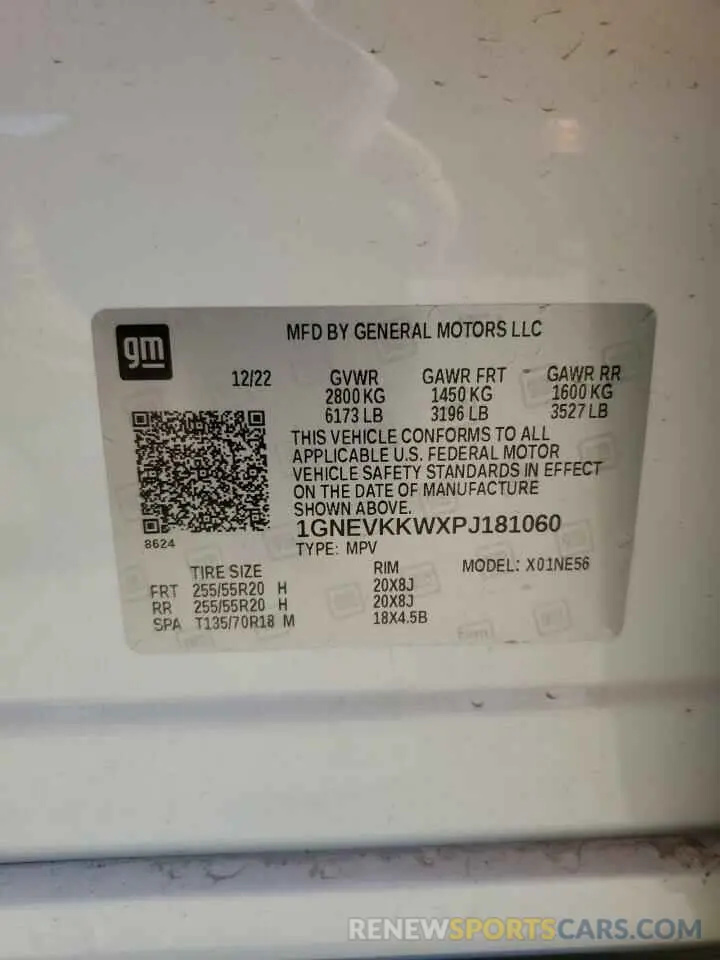 gm
MFD BY GENERAL MOTORS LLC
12/22 GVWR GAWR FRT GAWR RR
2800 KG 1450 KG 1600 KG
6173 LB 3196 LB 3527 LB
THIS VEHICLE CONFORMS TO ALL
APPLICABLE U.S. FEDERAL MOTOR
VEHICLE SAFETY STANDARDS IN EFFECT
ON THE DATE OF MANUFACTURE
SHOWN ABOVE.
1GNEVKKWXPJ181060
8624
TYPE: MPV
TIRE SIZE RIM MODEL: X01NE56
FRT 255/55R20 H 20X8J
RR 255/55R20 H 20X8J
SPA T135/70R18 M 18X4.5B
RENEWSPORTSCARS.COM